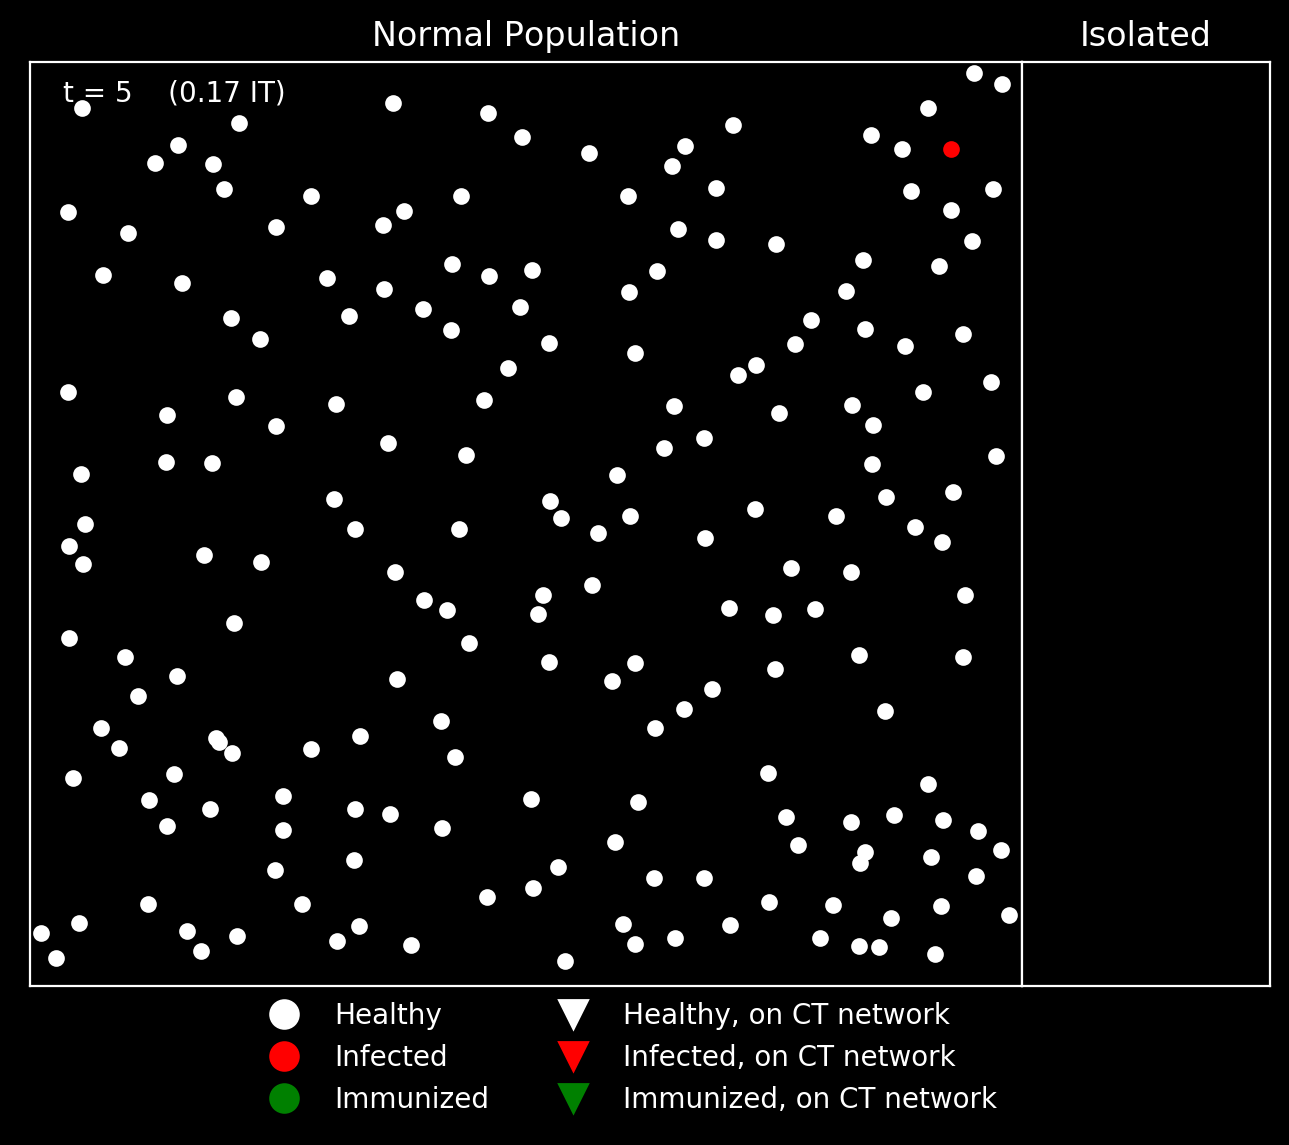 Normal Population
Isolated
t = 5 (0.17 IT)
Healthy
Healthy, on CT network
Infected
Infected, on CT network
Immunized
Immunized, on CT network